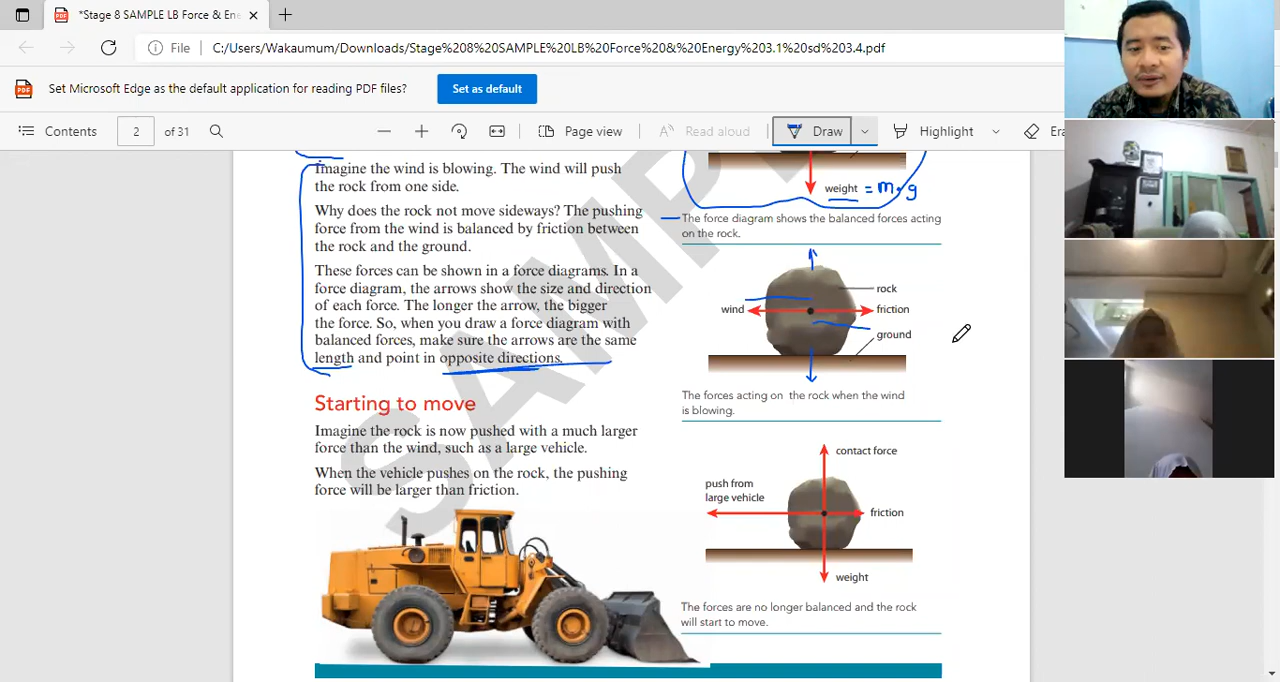 *Stage 8 SAMPLE LB Force & Ene
File
C:/Users/Wakaumum/Downloads/Stage%208%20SAMPLE%20LB%20Force%20&%20Energy%203.1%20sd%203.4.pdf
Set Microsoft Edge as the default application for reading PDF files?
Set as default
Contents
2
of 31
Page view
Read aloud
Draw
Highlight
Era
Imagine the wind is blowing. The wind will push
the rock from one side.
Why does the rock not move sideways? The pushing
force from the wind is balanced by friction between
the rock and the ground.
These forces can be shown in a force diagrams. In a
force diagram, the arrows show the size and direction
of each force. The longer the arrow, the bigger
the force. So, when you draw a force diagram with
balanced forces, make sure the arrows are the same
length and point in opposite directions.
Starting to move
Imagine the rock is now pushed with a much larger
force than the wind, such as a large vehicle.
When the vehicle pushes on the rock, the pushing
force will be larger than friction.
weight = m.g
The force diagram shows the balanced forces acting
on the rock.
rock
wind
friction
ground
The forces acting on the rock when the wind
is blowing.
contact force
push from
large vehicle
friction
weight
The forces are no longer balanced and the rock
will start to move.
SAMPL